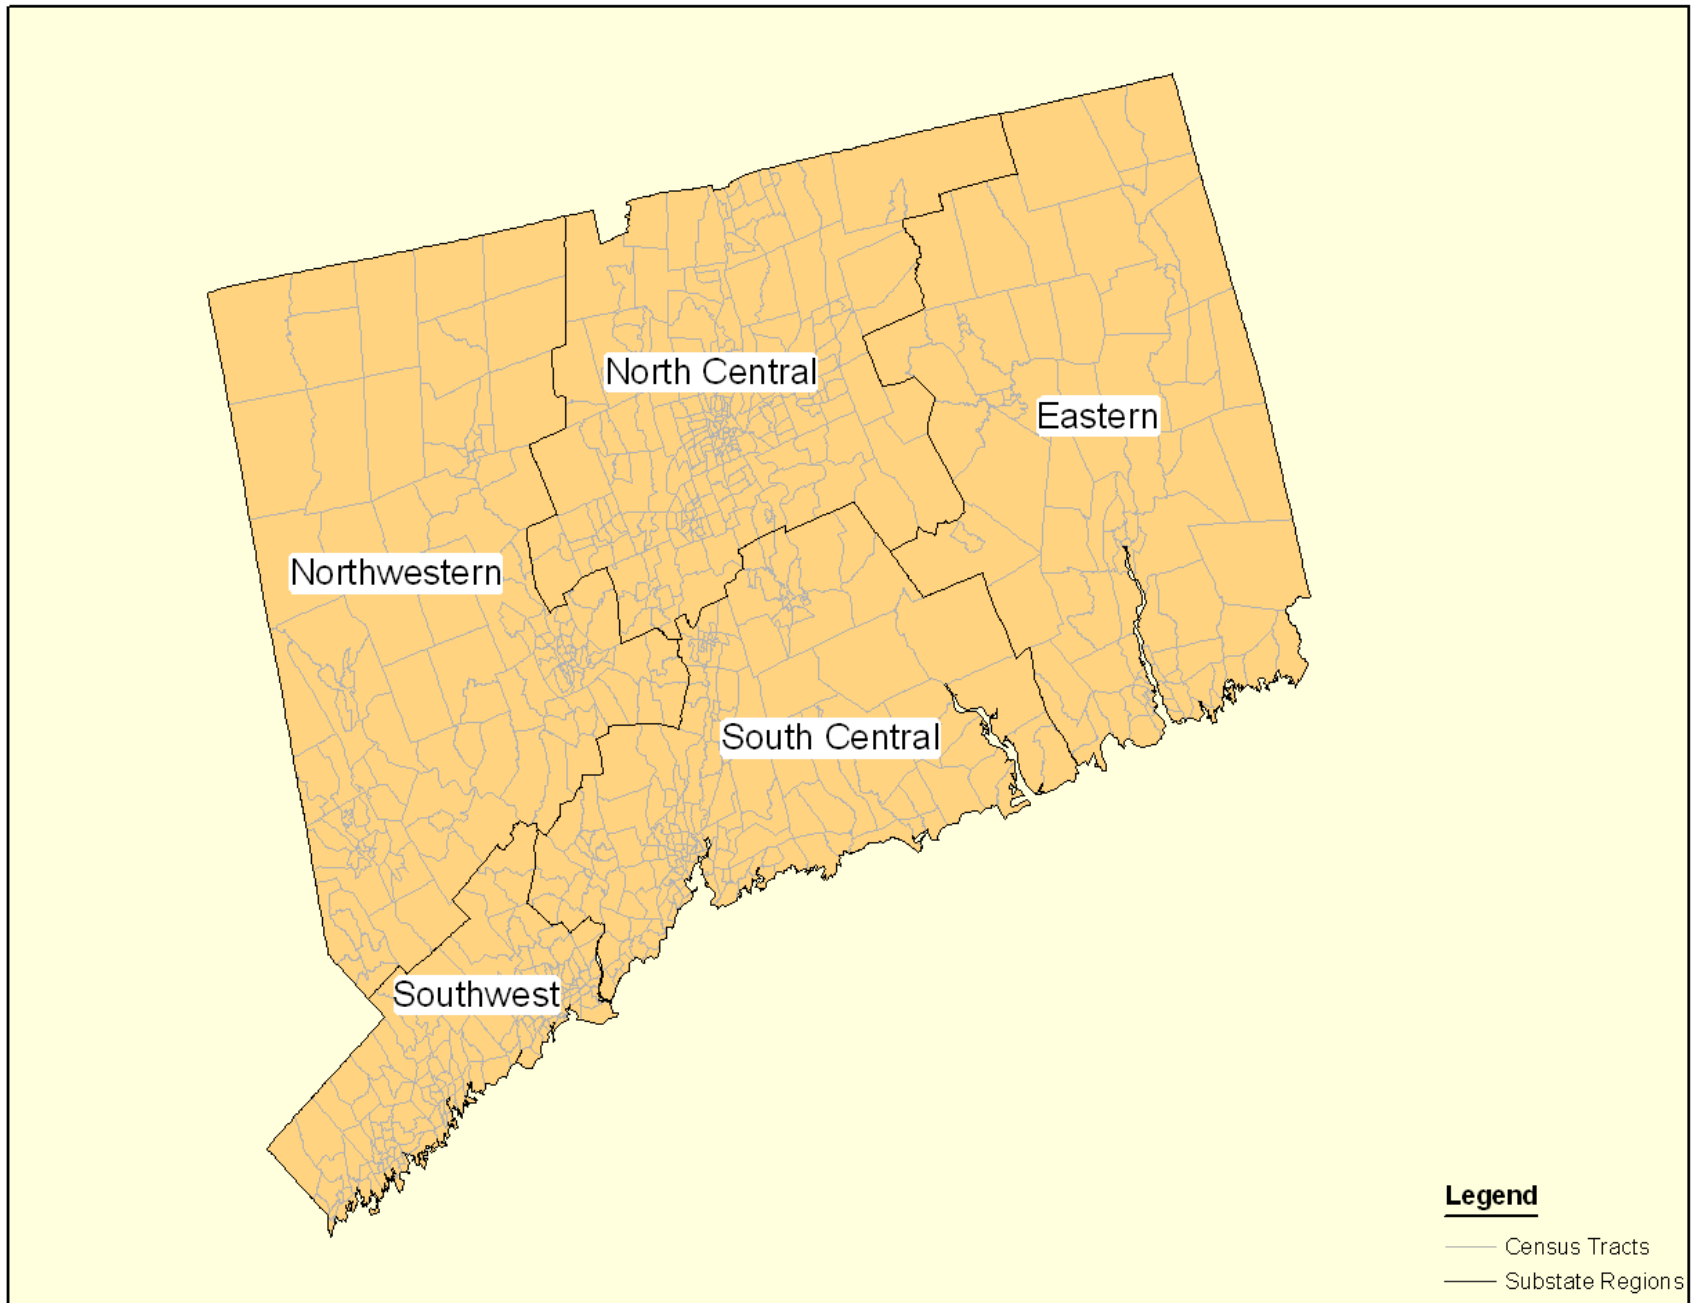 North Central
Eastern
Northwestern
South Central
Southwest
Legend
Census Tracts
Substate Regions